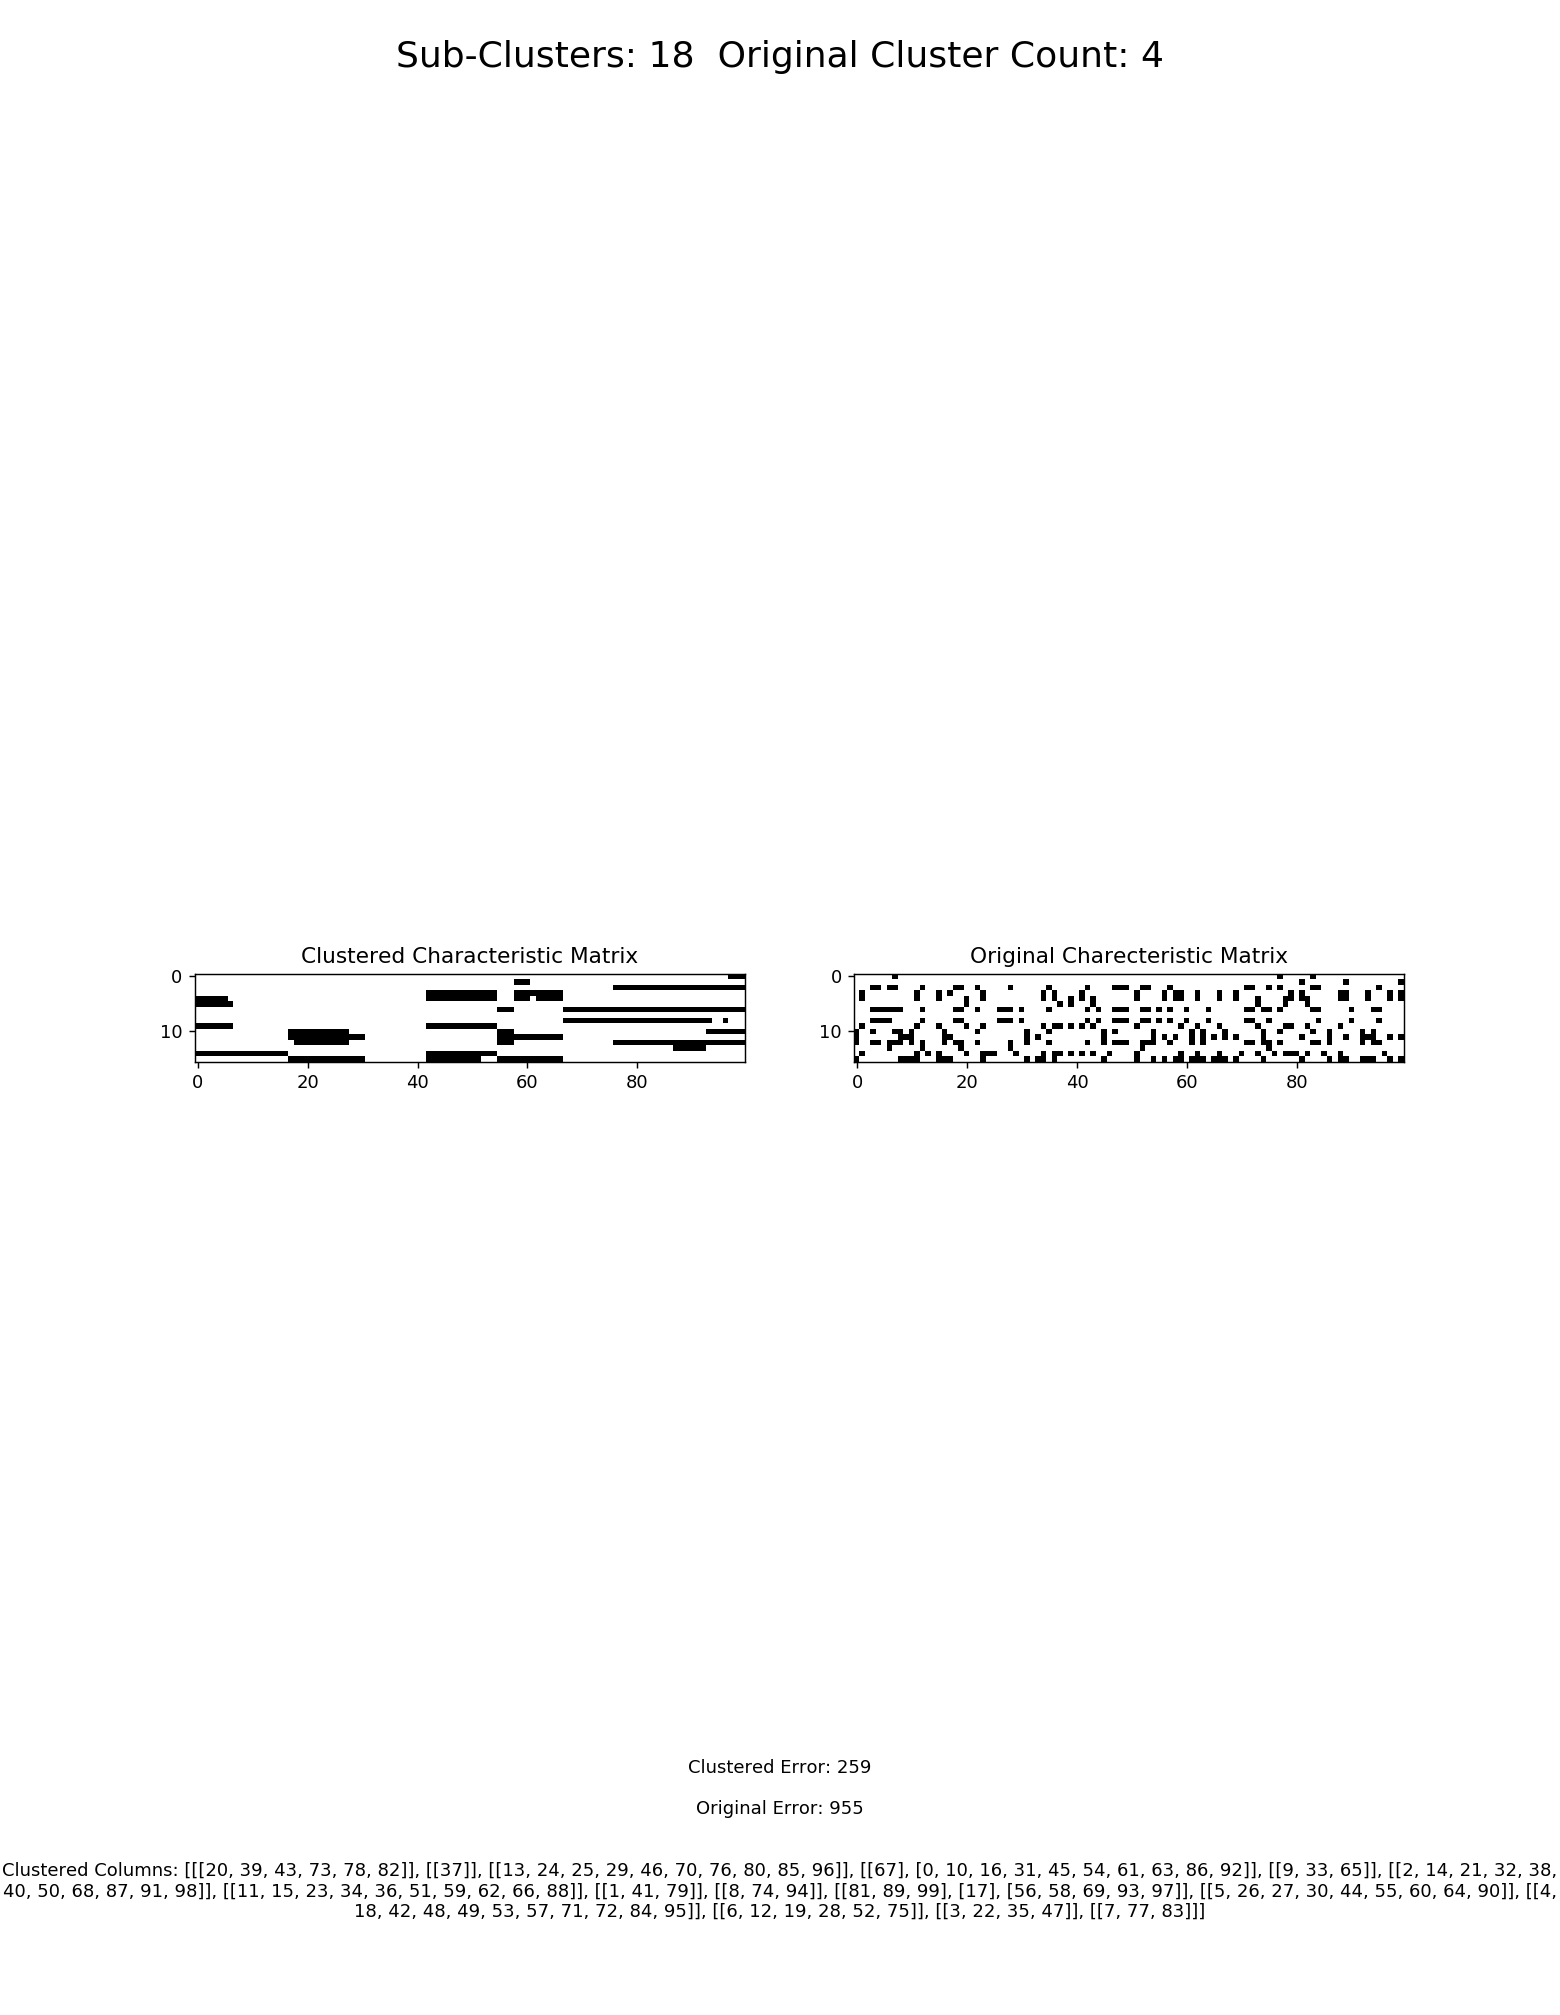 Sub-Clusters: 18  Original Cluster Count: 4
Clustered Characteristic Matrix
0
10
0 20 40 60 80
Original Charecteristic Matrix
0
10
0 20 40 60 80
Clustered Error: 259
Original Error: 955
Clustered Columns: [[[20, 39, 43, 73, 78, 82]], [[37]], [[13, 24, 25, 29, 46, 70, 76, 80, 85, 96]], [[67], [0, 10, 16, 31, 45, 54, 61, 63, 86, 92]], [[9, 33, 65]], [[2, 14, 21, 32, 38,
40, 50, 68, 87, 91, 98]], [[11, 15, 23, 34, 36, 51, 59, 62, 66, 88]], [[1, 41, 79]], [[8, 74, 94]], [[81, 89, 99], [17], [56, 58, 69, 93, 97]], [[5, 26, 27, 30, 44, 55, 60, 64, 90]], [[4,
18, 42, 48, 49, 53, 57, 71, 72, 84, 95]], [[6, 12, 19, 28, 52, 75]], [[3, 22, 35, 47]], [[7, 77, 83]]]